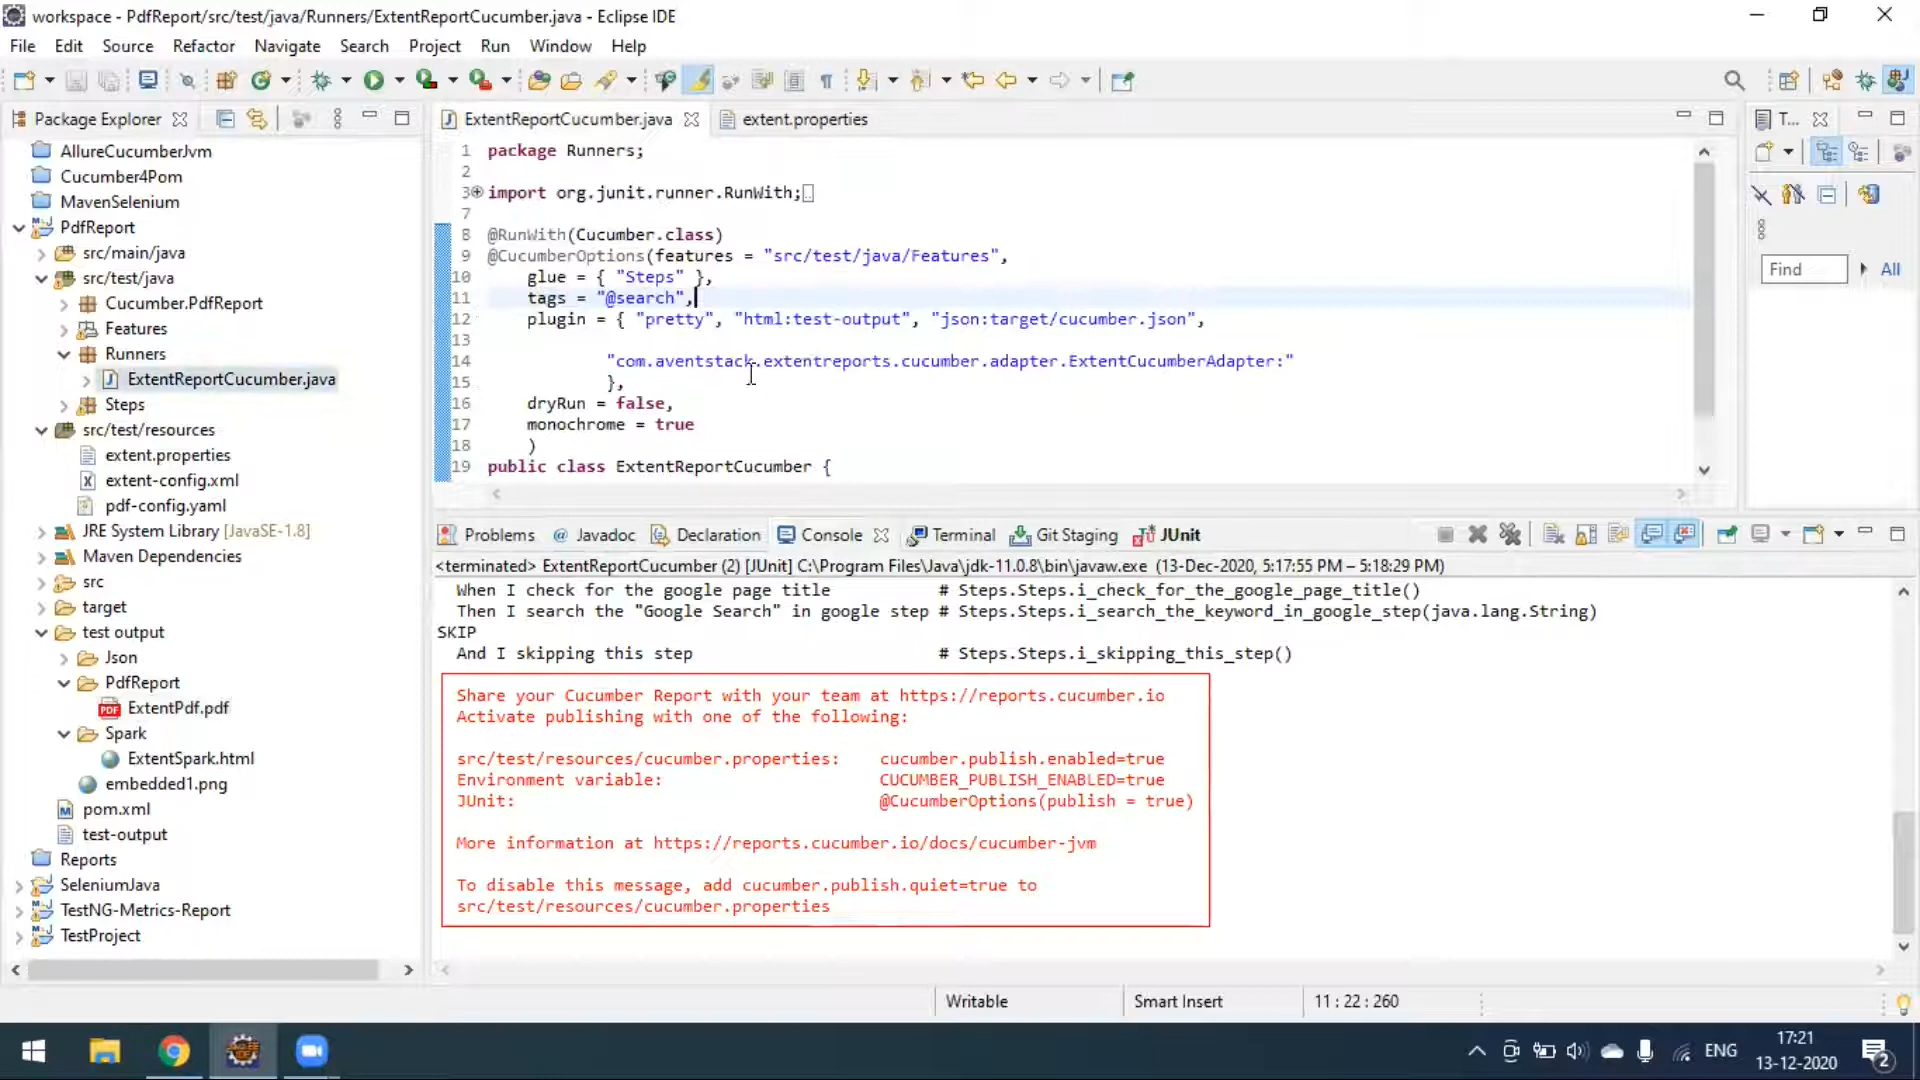 workspace - PdfReport/src/test/java/Runners/ExtentReportCucumber.java - Eclipse IDE
File Edit Source Refactor Navigate Search Project Run Window Help
Package Explorer
AllureCucumberJvm
Cucumber4Pom
MavenSelenium
PdfReport
src/main/java
src/test/java
Cucumber.PdfReport
Features
Runners
ExtentReportCucumber.java
Steps
src/test/resources
extent.properties
extent-config.xml
pdf-config.yaml
JRE System Library [JavaSE-1.8]
Maven Dependencies
src
target
test output
Json
PdfReport
ExtentPdf.pdf
Spark
ExtentSpark.html
embedded1.png
pom.xml
test-output
Reports
SeleniumJava
TestNG-Metrics-Report
TestProject
ExtentReportCucumber.java extent.properties
1 package Runners;
2
3 import org.junit.runner.RunWith;
7
8 @RunWith(Cucumber.class)
9 @CucumberOptions(features = "src/test/java/Features",
10 glue = { "Steps" },
11 tags = "@search",
12 plugin = { "pretty", "html:test-output", "json:target/cucumber.json",
13
14 "com.aventstack.extentreports.cucumber.adapter.ExtentCucumberAdapter:"
15 },
16 dryRun = false,
17 monochrome = true
18 )
19 public class ExtentReportCucumber {
T...
Find All
Problems @ Javadoc Declaration Console Terminal Git Staging JUnit
<terminated> ExtentReportCucumber (2) [JUnit] C:\Program Files\Java\jdk-11.0.8\bin\javaw.exe (13-Dec-2020, 5:17:55 PM – 5:18:29 PM)
When I check for the google page title # Steps.Steps.i_check_for_the_google_page_title()
Then I search the "Google Search" in google step # Steps.Steps.i_search_the_keyword_in_google_step(java.lang.String)
SKIP
And I skipping this step # Steps.Steps.i_skipping_this_step()
Share your Cucumber Report with your team at https://reports.cucumber.io
Activate publishing with one of the following:
src/test/resources/cucumber.properties: cucumber.publish.enabled=true
Environment variable: CUCUMBER_PUBLISH_ENABLED=true
JUnit: @CucumberOptions(publish = true)
More information at https://reports.cucumber.io/docs/cucumber-jvm
To disable this message, add cucumber.publish.quiet=true to
src/test/resources/cucumber.properties
Writable Smart Insert 11 : 22 : 260
ENG
17:21
13-12-2020
2